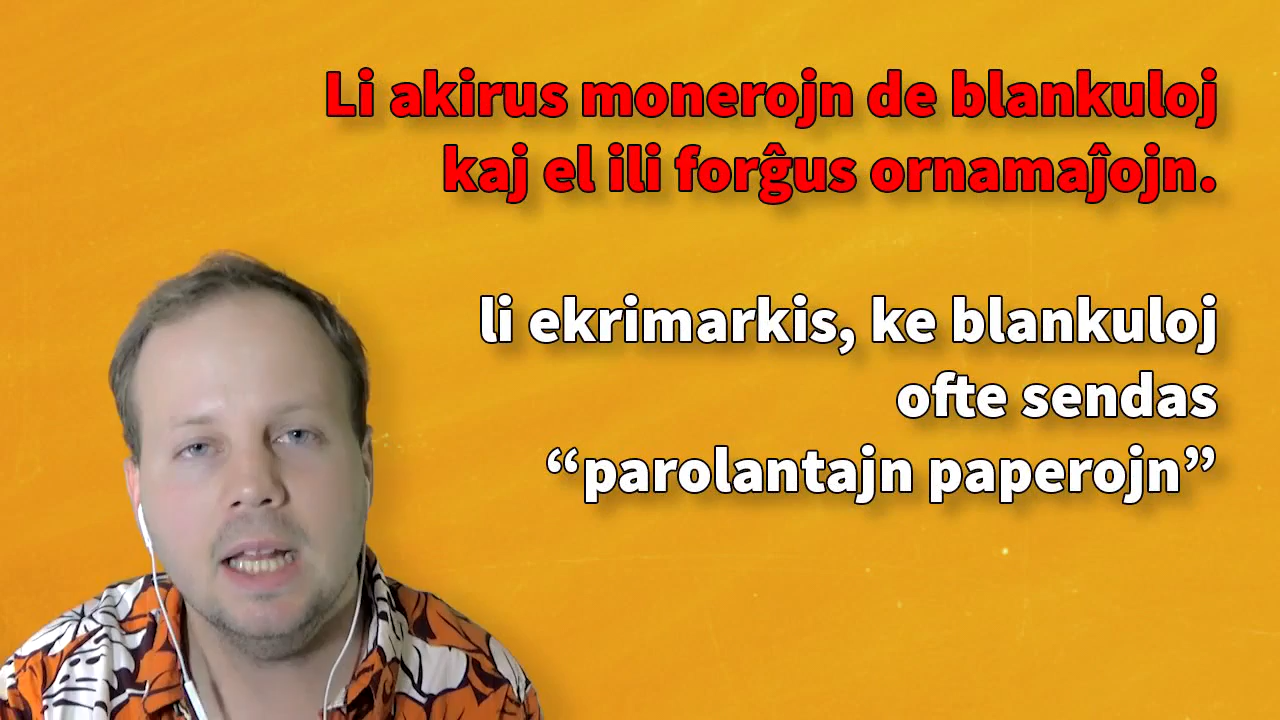 Li akirus monerojn de blankuloj
kaj el ili forĝus ornamaĵojn.
li ekrimarkis, ke blankuloj
ofte sendas
“parolantajn paperojn”